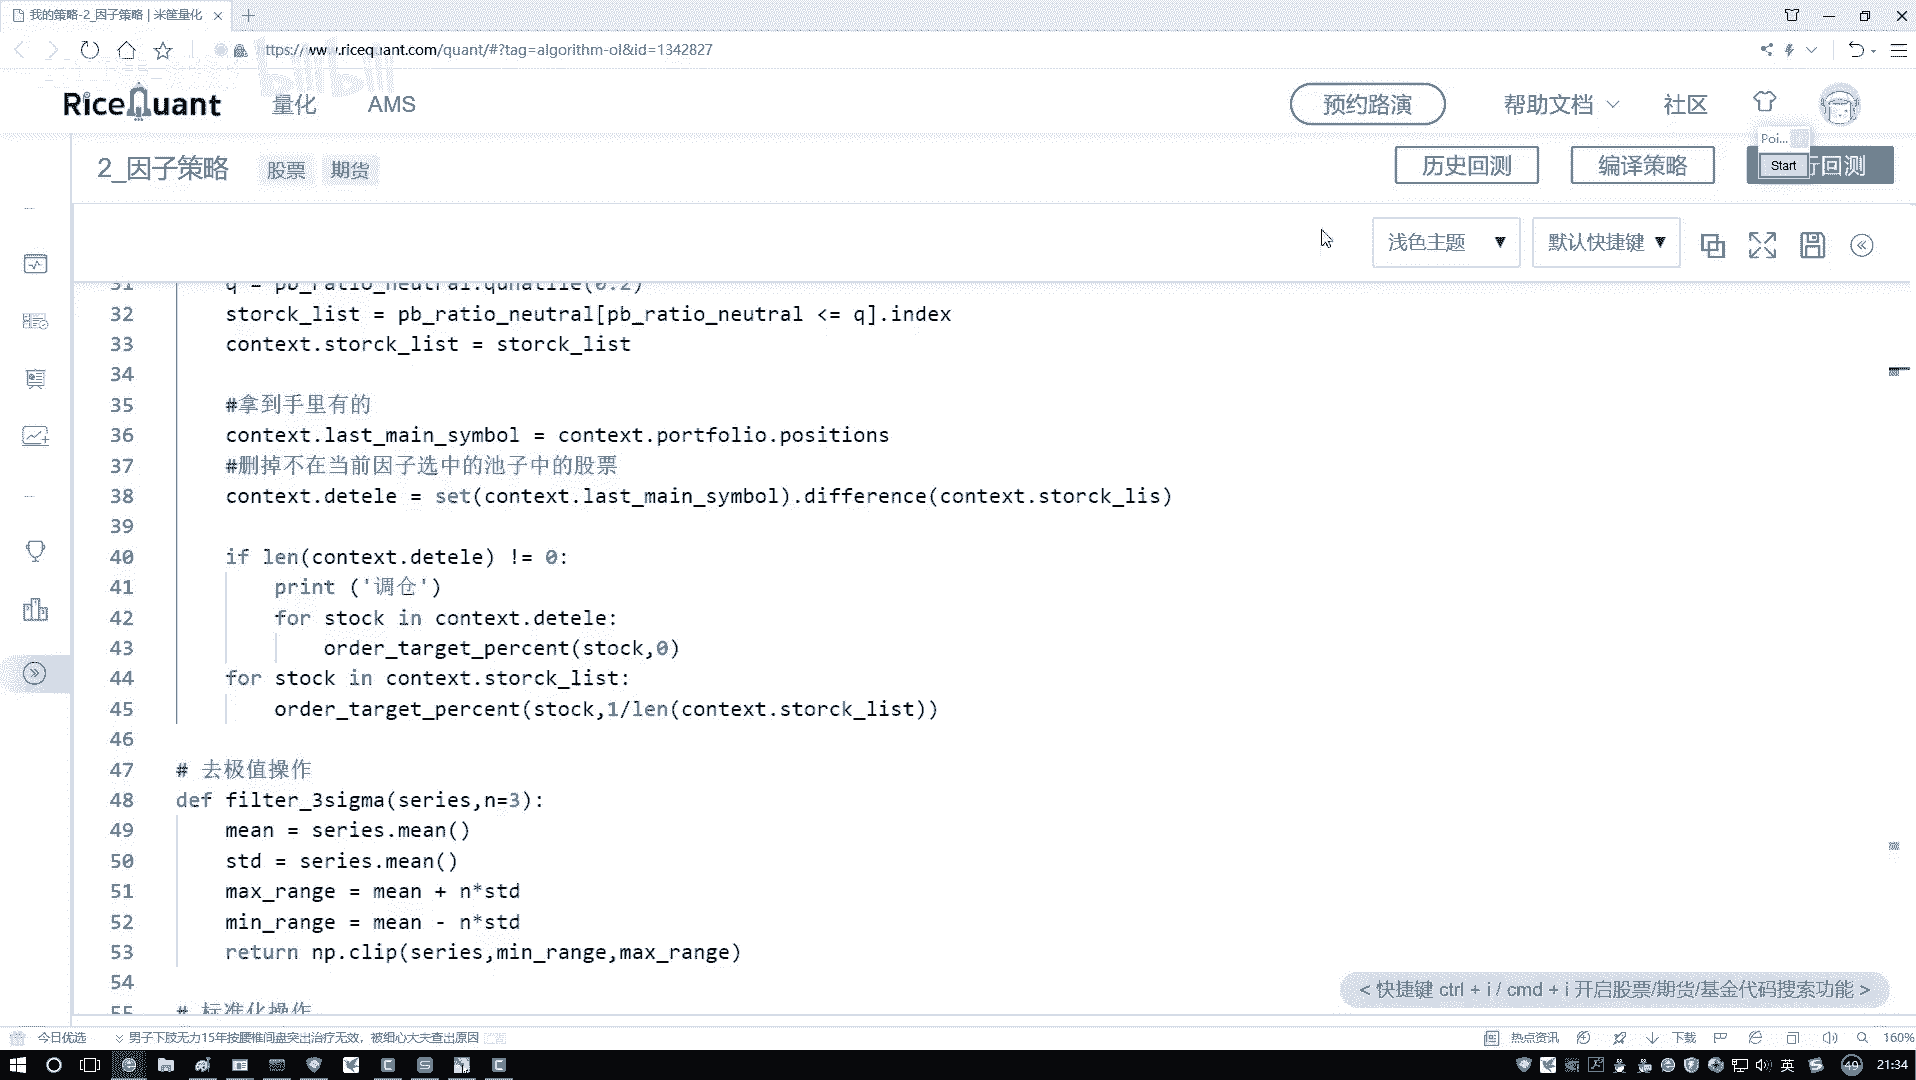 我的策略-2_因子策略 | 米筐量化
ttps://www.ricequant.com/quant/#?tag=algorithm-ol&id=1342827
bilibili
RiceQuant 量化 AMS 预约路演 帮助文档 社区
Poi...
2_因子策略 股票 期货 历史回测 编译策略 Start 行回测
浅色主题 ▼ 默认快捷键 ▼
31 q = pb_ratio_neutral.qunatile(0.2)
32 storck_list = pb_ratio_neutral[pb_ratio_neutral <= q].index
33 context.storck_list = storck_list
34
35 #拿到手里有的
36 context.last_main_symbol = context.portfolio.positions
37 #删掉不在当前因子选中的池子中的股票
38 context.detele = set(context.last_main_symbol).difference(context.storck_lis)
39
40 if len(context.detele) != 0:
41 print ('调仓')
42 for stock in context.detele:
43 order_target_percent(stock,0)
44 for stock in context.storck_list:
45 order_target_percent(stock,1/len(context.storck_list))
46
47 # 去极值操作
48 def filter_3sigma(series,n=3):
49 mean = series.mean()
50 std = series.mean()
51 max_range = mean + n*std
52 min_range = mean - n*std
53 return np.clip(series,min_range,max_range)
54
55 # 标准化操作
< 快捷键 ctrl + i / cmd + i 开启股票/期货/基金代码搜索功能 >
今日优选 男子下肢无力15年按腰椎间盘突出治疗无效，被细心大夫查出原因 热点资讯 下载 160%
英 49 21:34